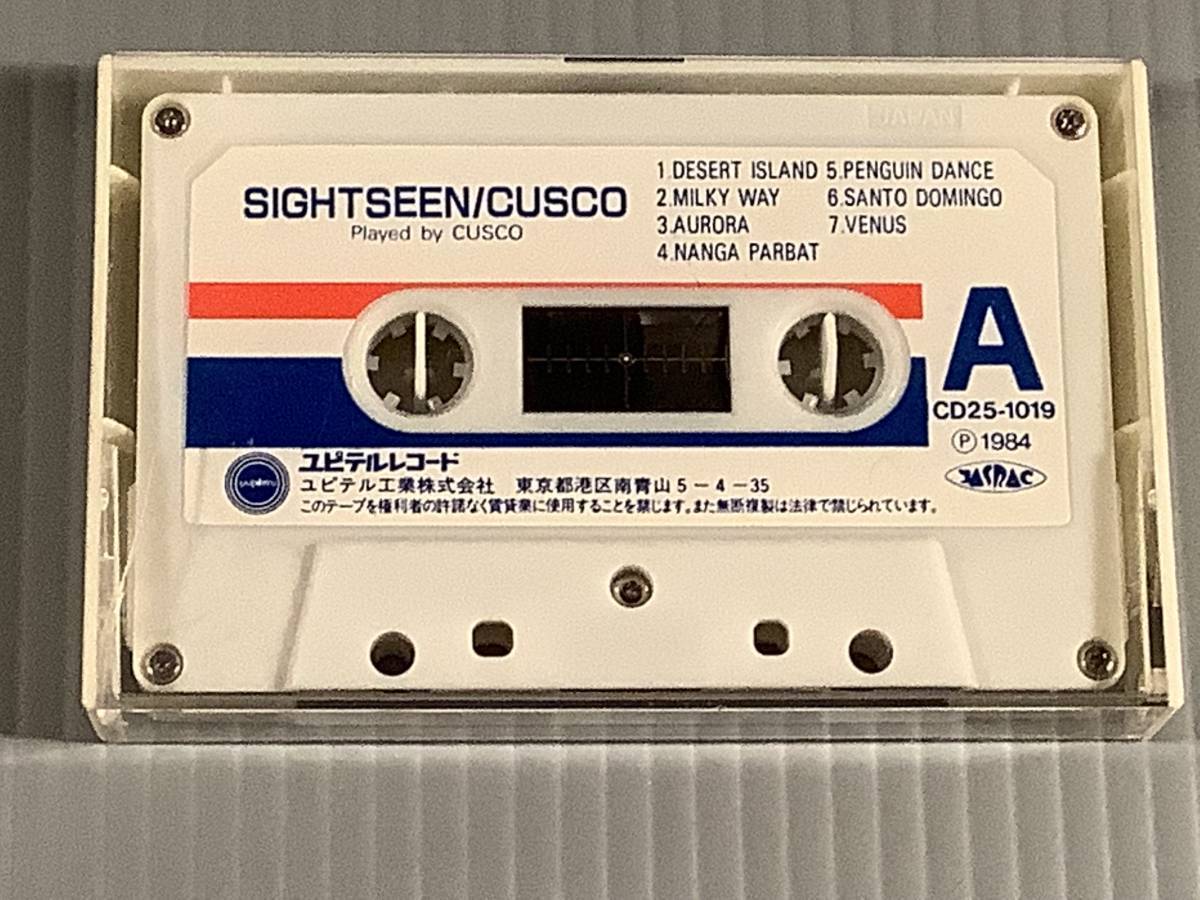 JAPAN
SIGHTSEEN/CUSCO
Played by CUSCO
1.DESERT ISLAND
2.MILKY WAY
3.AURORA
4.NANGA PARBAT
5.PENGUIN DANCE
6.SANTO DOMINGO
7.VENUS
A
CD25-1019
Ⓟ1984
JASRAC
ユピテルレコード
ユピテル工業株式会社 東京都港区南青山5-4-35
このテープを権利者の許諾なく賃貸業に使用することを禁じます。また無断複製は法律で禁じられています。